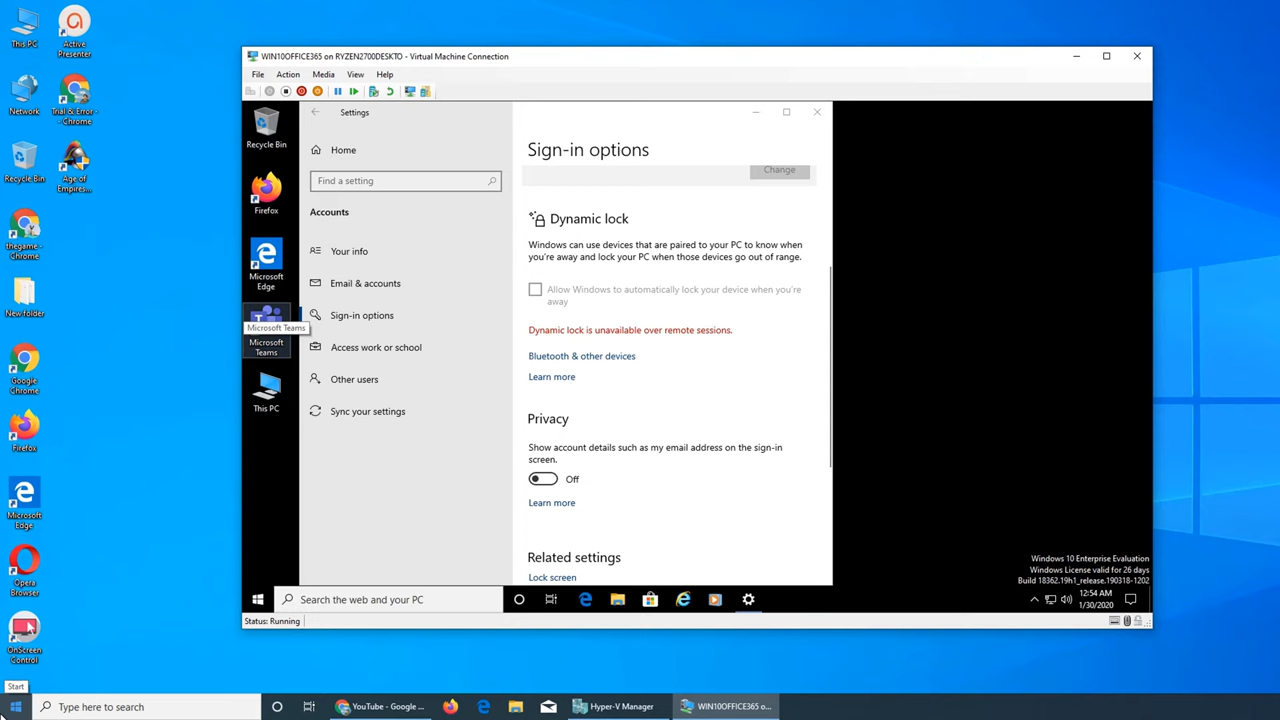 This PC
Active
Presenter
Network
Trial & Error -
Chrome
Recycle Bin
Age of
Empires...
thegame -
Chrome
New folder
Google
Chrome
Firefox
Microsoft
Edge
Opera
Browser
OnScreen
Control
Start
WIN10OFFICE365 on RYZEN2700DESKTO - Virtual Machine Connection
File Action Media View Help
Recycle Bin
Firefox
Microsoft
Edge
Microsoft Teams
Microsoft
Teams
This PC
Settings
Home
Find a setting
Accounts
Your info
Email & accounts
Sign-in options
Access work or school
Other users
Sync your settings
Sign-in options
Change
Dynamic lock
Windows can use devices that are paired to your PC to know when
you're away and lock your PC when those devices go out of range.
Allow Windows to automatically lock your device when you're
away
Dynamic lock is unavailable over remote sessions.
Bluetooth & other devices
Learn more
Privacy
Show account details such as my email address on the sign-in
screen.
Off
Learn more
Related settings
Lock screen
Windows 10 Enterprise Evaluation
Windows License valid for 26 days
Build 18362.19h1_release.190318-1202
Search the web and your PC
12:54 AM
1/30/2020
Status: Running
Type here to search
YouTube - Google ...
Hyper-V Manager
WIN10OFFICE365 o...